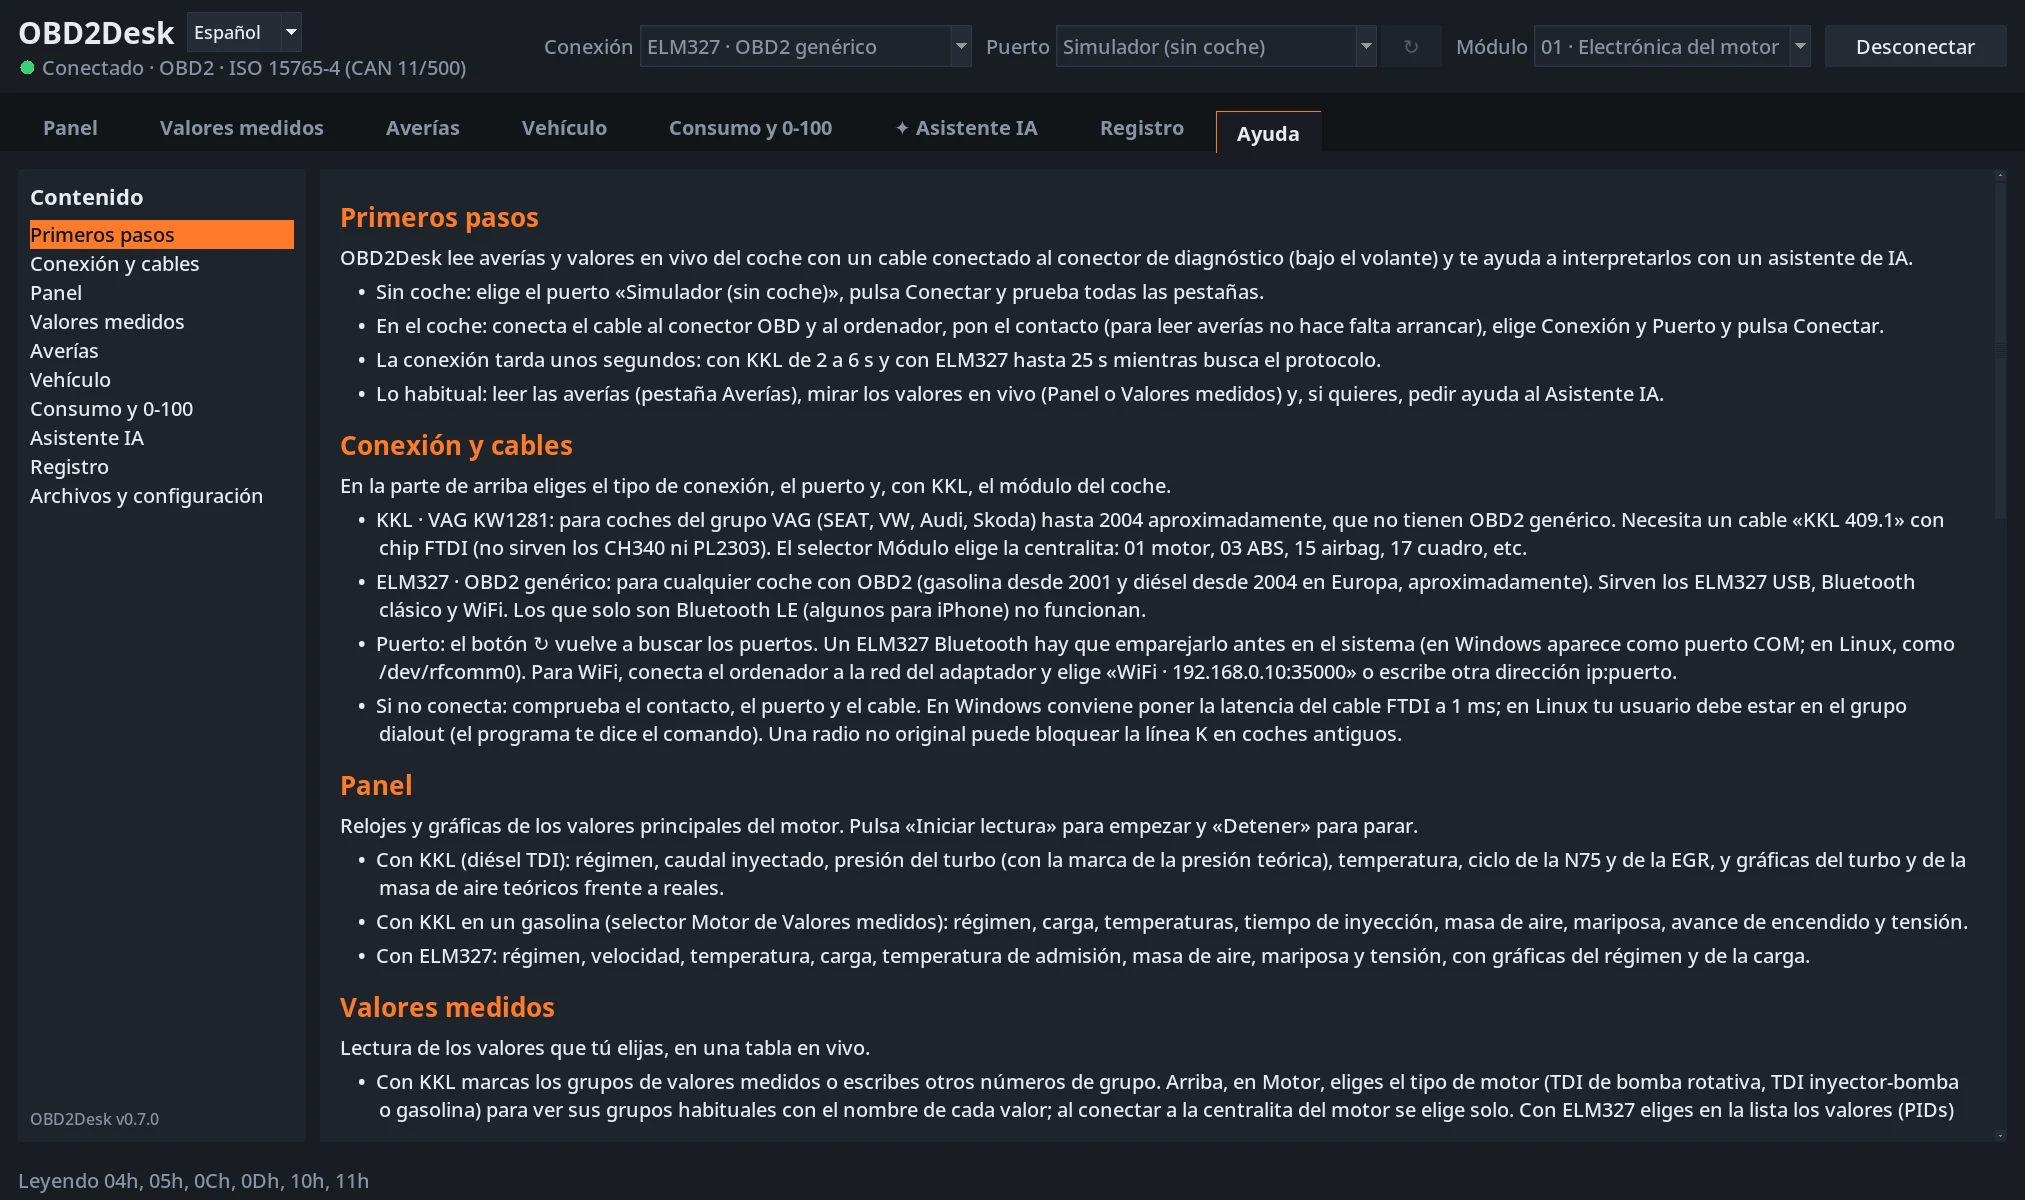 OBD2Desk
Español
Conectado · OBD2 · ISO 15765-4 (CAN 11/500)
Conexión ELM327 · OBD2 genérico Puerto Simulador (sin coche) ↻ Módulo 01 · Electrónica del motor Desconectar
Panel Valores medidos Averías Vehículo Consumo y 0-100 ✦ Asistente IA Registro Ayuda
Contenido
Primeros pasos
Conexión y cables
Panel
Valores medidos
Averías
Vehículo
Consumo y 0-100
Asistente IA
Registro
Archivos y configuración
OBD2Desk v0.7.0
Primeros pasos
OBD2Desk lee averías y valores en vivo del coche con un cable conectado al conector de diagnóstico (bajo el volante) y te ayuda a interpretarlos con un asistente de IA.
• Sin coche: elige el puerto «Simulador (sin coche)», pulsa Conectar y prueba todas las pestañas.
• En el coche: conecta el cable al conector OBD y al ordenador, pon el contacto (para leer averías no hace falta arrancar), elige Conexión y Puerto y pulsa Conectar.
• La conexión tarda unos segundos: con KKL de 2 a 6 s y con ELM327 hasta 25 s mientras busca el protocolo.
• Lo habitual: leer las averías (pestaña Averías), mirar los valores en vivo (Panel o Valores medidos) y, si quieres, pedir ayuda al Asistente IA.
Conexión y cables
En la parte de arriba eliges el tipo de conexión, el puerto y, con KKL, el módulo del coche.
• KKL · VAG KW1281: para coches del grupo VAG (SEAT, VW, Audi, Skoda) hasta 2004 aproximadamente, que no tienen OBD2 genérico. Necesita un cable «KKL 409.1» con
chip FTDI (no sirven los CH340 ni PL2303). El selector Módulo elige la centralita: 01 motor, 03 ABS, 15 airbag, 17 cuadro, etc.
• ELM327 · OBD2 genérico: para cualquier coche con OBD2 (gasolina desde 2001 y diésel desde 2004 en Europa, aproximadamente). Sirven los ELM327 USB, Bluetooth
clásico y WiFi. Los que solo son Bluetooth LE (algunos para iPhone) no funcionan.
• Puerto: el botón ↻ vuelve a buscar los puertos. Un ELM327 Bluetooth hay que emparejarlo antes en el sistema (en Windows aparece como puerto COM; en Linux, como
/dev/rfcomm0). Para WiFi, conecta el ordenador a la red del adaptador y elige «WiFi · 192.168.0.10:35000» o escribe otra dirección ip:puerto.
• Si no conecta: comprueba el contacto, el puerto y el cable. En Windows conviene poner la latencia del cable FTDI a 1 ms; en Linux tu usuario debe estar en el grupo
dialout (el programa te dice el comando). Una radio no original puede bloquear la línea K en coches antiguos.
Panel
Relojes y gráficas de los valores principales del motor. Pulsa «Iniciar lectura» para empezar y «Detener» para parar.
• Con KKL (diésel TDI): régimen, caudal inyectado, presión del turbo (con la marca de la presión teórica), temperatura, ciclo de la N75 y de la EGR, y gráficas del turbo y de la
masa de aire teóricos frente a reales.
• Con KKL en un gasolina (selector Motor de Valores medidos): régimen, carga, temperaturas, tiempo de inyección, masa de aire, mariposa, avance de encendido y tensión.
• Con ELM327: régimen, velocidad, temperatura, carga, temperatura de admisión, masa de aire, mariposa y tensión, con gráficas del régimen y de la carga.
Valores medidos
Lectura de los valores que tú elijas, en una tabla en vivo.
• Con KKL marcas los grupos de valores medidos o escribes otros números de grupo. Arriba, en Motor, eliges el tipo de motor (TDI de bomba rotativa, TDI inyector-bomba
o gasolina) para ver sus grupos habituales con el nombre de cada valor; al conectar a la centralita del motor se elige solo. Con ELM327 eliges en la lista los valores (PIDs)
Leyendo 04h, 05h, 0Ch, 0Dh, 10h, 11h